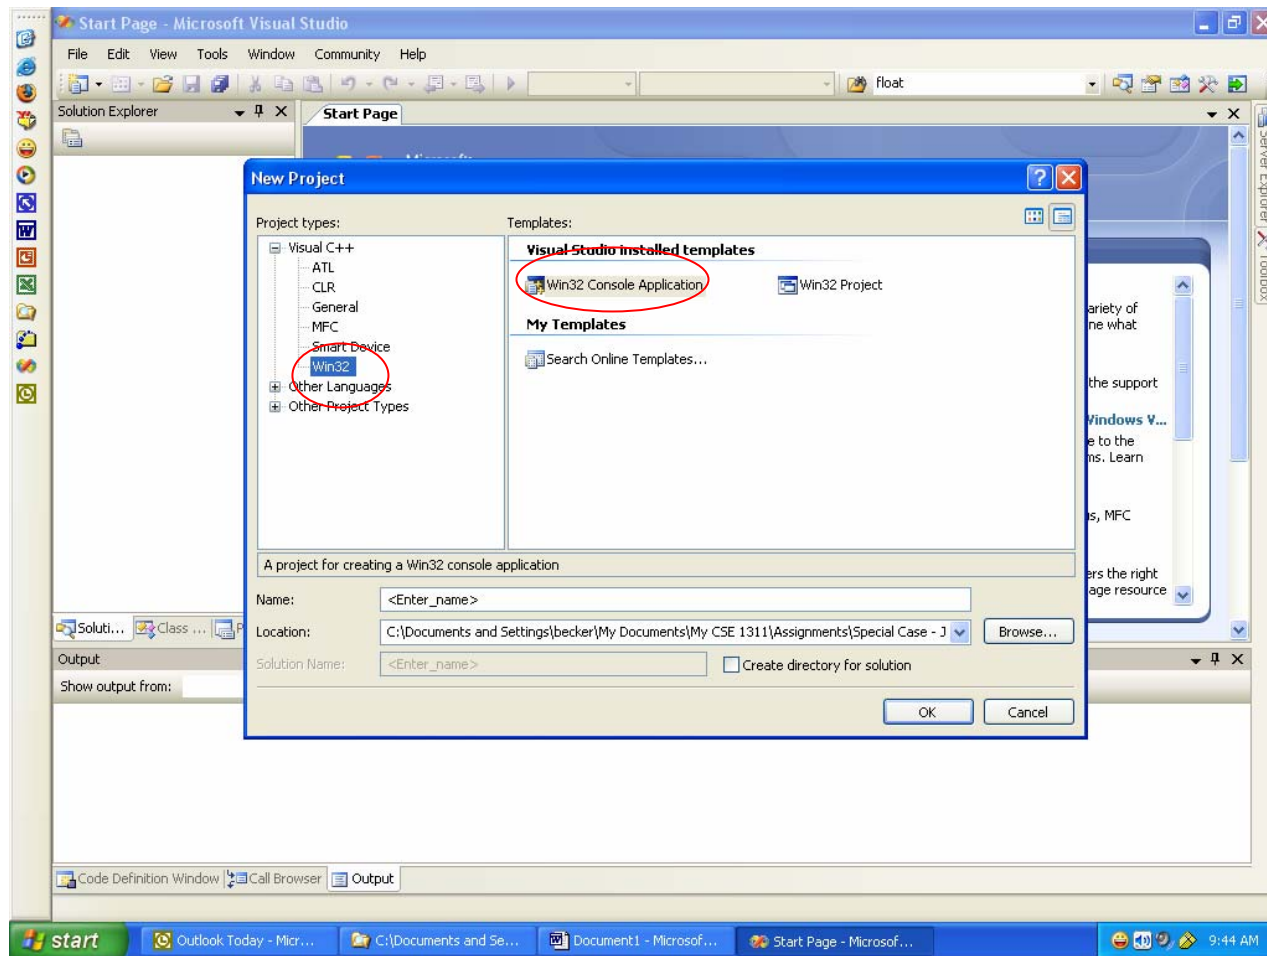 Start Page - Microsoft Visual Studio
File Edit View Tools Window Community Help
float
Solution Explorer
Start Page
New Project
Project types:
Templates:
Visual C++
ATL
CLR
General
MFC
Smart Device
Win32
Other Languages
Other Project Types
Visual Studio installed templates
Win32 Console Application
Win32 Project
My Templates
Search Online Templates...
A project for creating a Win32 console application
Name:
<Enter_name>
Location:
C:\Documents and Settings\becker\My Documents\My CSE 1311\Assignments\Special Case - J
Browse...
Solution Name:
<Enter_name>
Create directory for solution
OK
Cancel
ariety of
ne what
the support
Windows V...
e to the
ms. Learn
s, MFC
ers the right
age resource
Server Explorer
Toolbox
Soluti...
Class ...
P
Output
Show output from:
Code Definition Window
Call Browser
Output
start
Outlook Today - Micr...
C:\Documents and Se...
Document1 - Microsof...
Start Page - Microsof...
9:44 AM